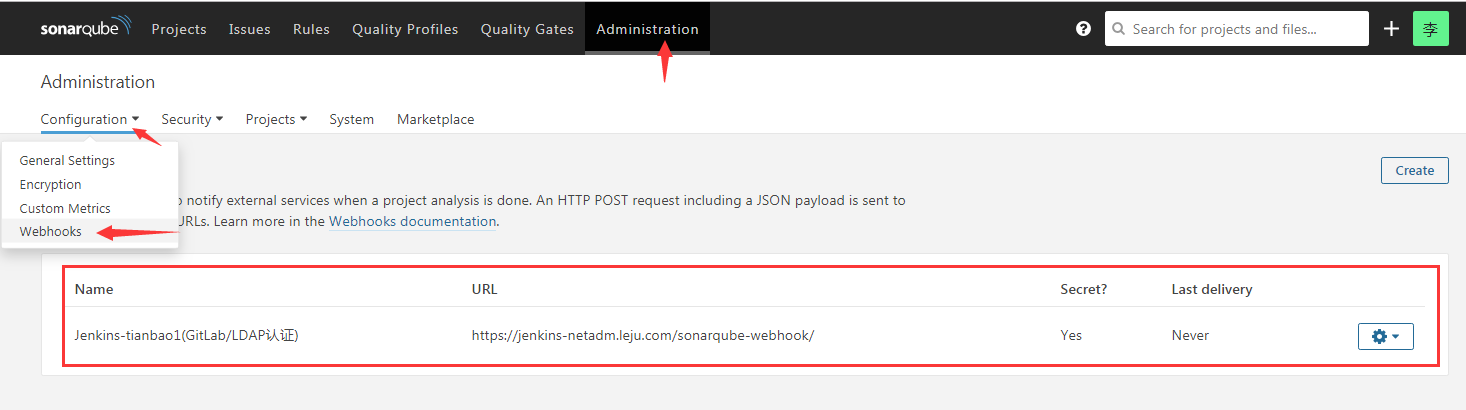 sonarqube Projects Issues Rules Quality Profiles Quality Gates Administration ? Search for projects and files... 李
Administration
Configuration Security Projects System Marketplace
General Settings
Encryption
Custom Metrics
Webhooks
Create
notify external services when a project analysis is done. An HTTP POST request including a JSON payload is sent to
URLs. Learn more in the Webhooks documentation.
Name URL Secret? Last delivery
Jenkins-tianbao1(GitLab/LDAP认证) https://jenkins-netadm.leju.com/sonarqube-webhook/ Yes Never